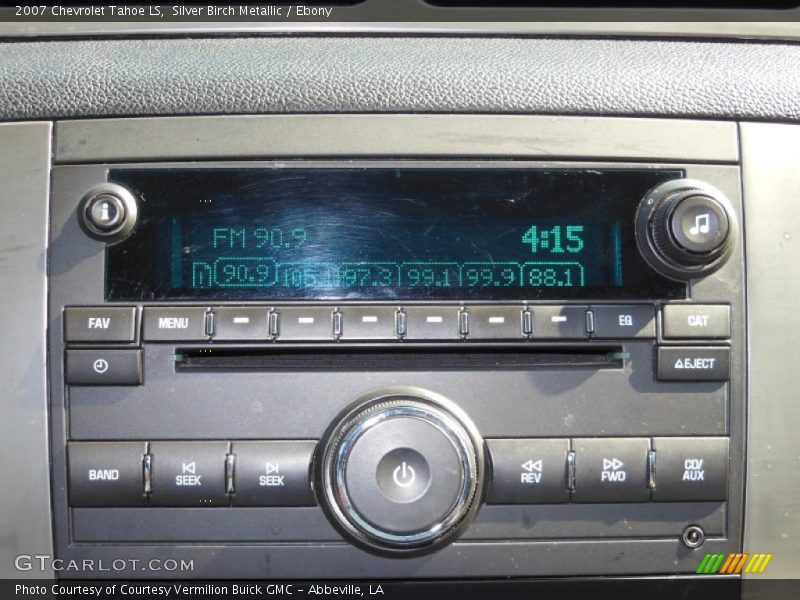 2007 Chevrolet Tahoe LS, Silver Birch Metallic / Ebony
FM 90.9 4:15
90.9 105.1 97.3 99.1 99.9 88.1
FAV MENU EQ CAT
EJECT
BAND SEEK SEEK REV FWD CD/
AUX
GTCARLOT.COM
Photo Courtesy of Courtesy Vermilion Buick GMC - Abbeville, LA